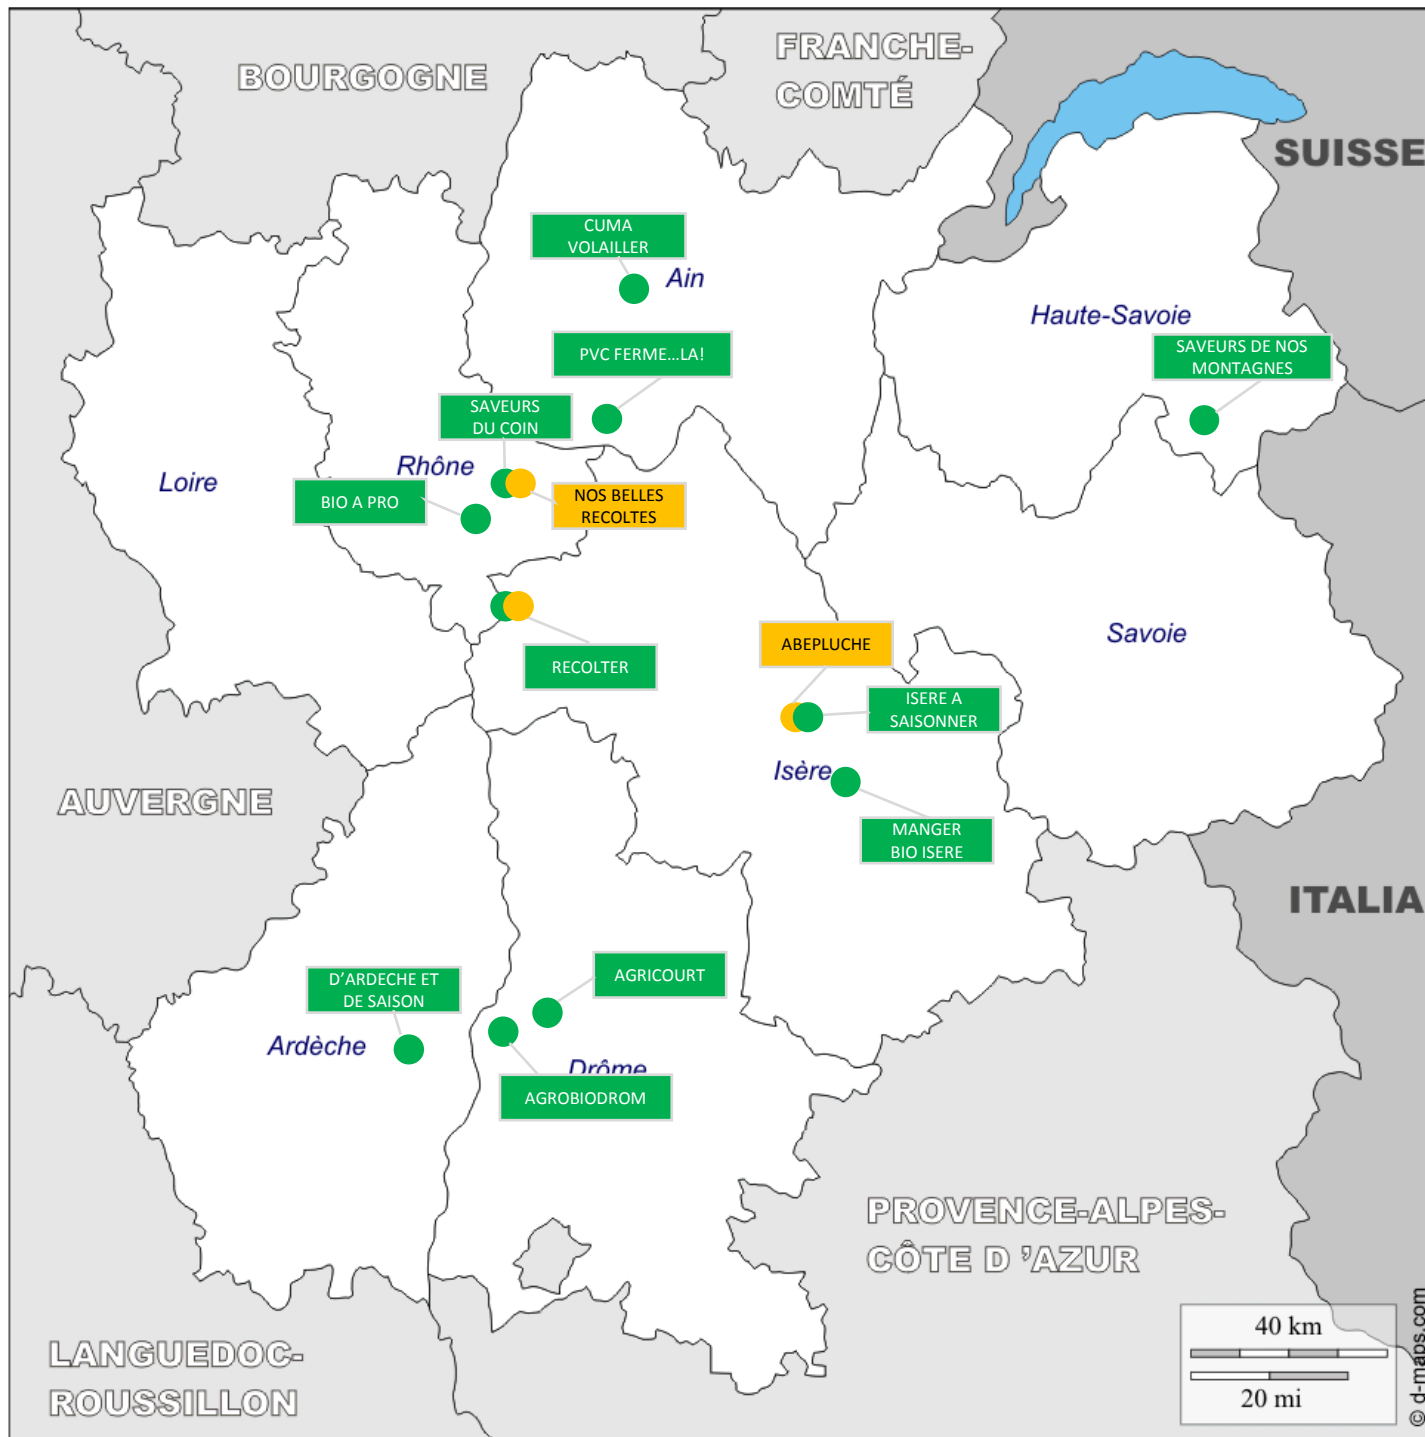 FRANCHE-
COMTÉ
BOURGOGNE
SUISSE
CUMA
VOLAILLER
Ain
Haute-Savoie
PVC FERME...LA!
SAVEURS DE NOS
MONTAGNES
SAVEURS
DU COIN
Rhône
Loire
BIO A PRO
NOS BELLES
RECOLTES
RECOLTER
ABEPLUCHE
Savoie
ISERE A
SAISONNER
Isère
AUVERGNE
MANGER
BIO ISERE
ITALIA
D'ARDECHE ET
DE SAISON
AGRICOURT
Ardèche
Drôme
AGROBIODROM
PROVENCE-ALPES-
CÔTE D 'AZUR
LANGUEDOC-
ROUSSILLON
40 km
20 mi
© d-maps.com